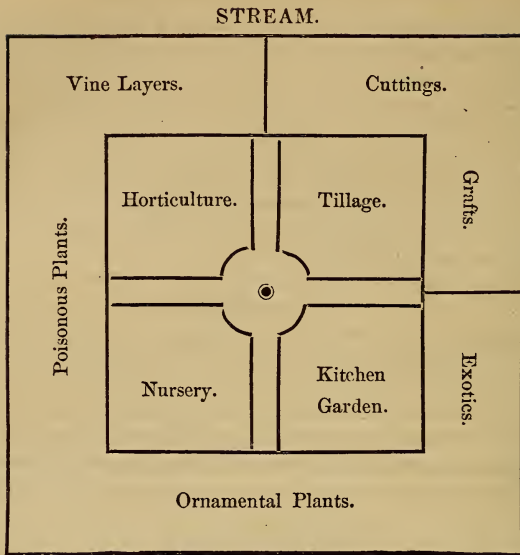 STREAM.
Vine Layers.
Cuttings.
Horticulture.
Tillage.
Grafts.
Poisonous Plants.
Nursery.
Kitchen
Garden.
Exotics.
Ornamental Plants.